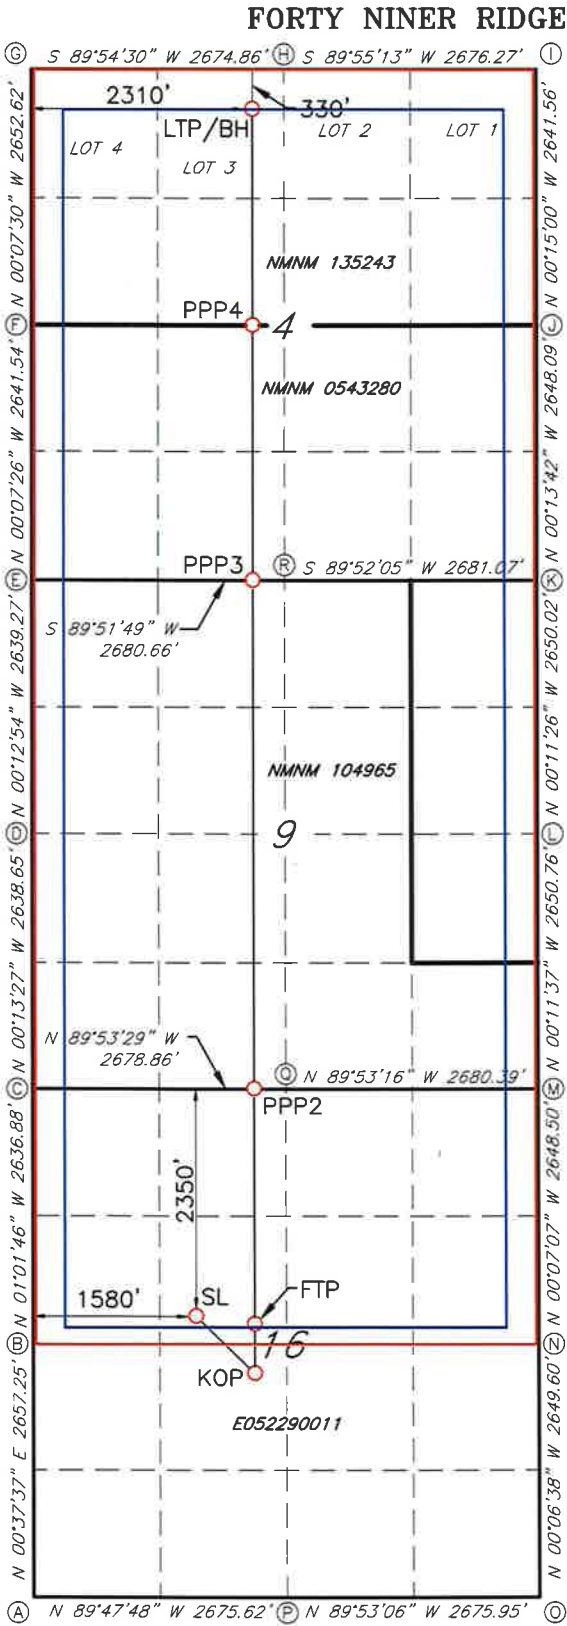 FORTY NINER RIDGE
G S 89°54'30" W 2674.86' H S 89°55'13" W 2676.27' I
2310'
330'
LTP/BH
LOT 2
LOT 1
LOT 4
LOT 3
N 00°07'30" W 2652.62'
N 00°15'00" W 2641.56'
NMNM 135243
PPP4
F
4
J
NMNM 0543280
N 00°07'26" W 2641.54'
N 00°13'42" W 2648.09'
PPP3
R S 89°52'05" W 2681.07'
E
K
S 89°51'49" W
2680.66'
N 00°12'54" W 2639.27'
N 00°11'26" W 2650.02'
NMNM 104965
D
9
L
N 00°13'27" W 2638.65'
N 00°11'37" W 2650.76'
N 89°53'29" W
2678.86'
Q N 89°53'16" W 2680.39'
C
M
PPP2
2350'
N 01°01'46" W 2636.88'
N 00°07'07" W 2648.50'
1580'
SL
FTP
B
16
N
KOP
E052290011
N 00°37'37" E 2657.25'
N 00°06'38" W 2649.60'
A N 89°47'48" W 2675.62' P N 89°53'06" W 2675.95' O